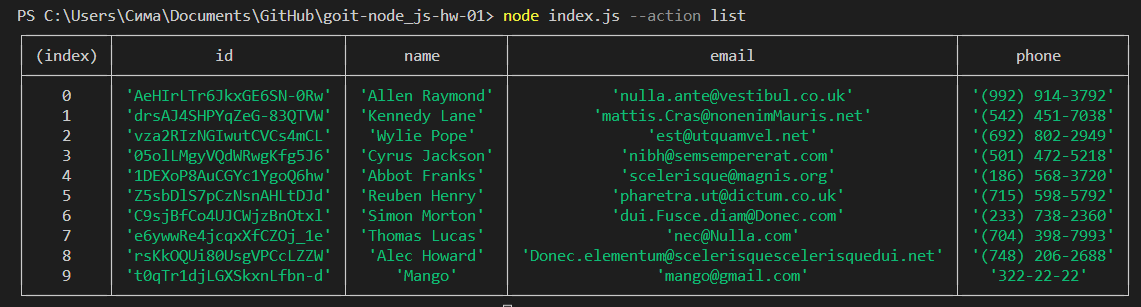 PS C:\Users\Сима\Documents\GitHub\goit-node_js-hw-01> node index.js --action list
(index) id name email phone
0 'AeHIrLTr6JkxGE6SN-0Rw' 'Allen Raymond' 'nulla.ante@vestibul.co.uk' '(992) 914-3792'
1 'drsAJ4SHPYqZeG-83QTVW' 'Kennedy Lane' 'mattis.Cras@nonenimMauris.net' '(542) 451-7038'
2 'vza2RIzNGIwutCVCs4mCL' 'Wylie Pope' 'est@utquamvel.net' '(692) 802-2949'
3 '05olLMgyVQdWRwgKfg5J6' 'Cyrus Jackson' 'nibh@semsempererat.com' '(501) 472-5218'
4 '1DEXoP8AuCGYc1YgoQ6hw' 'Abbot Franks' 'scelerisque@magnis.org' '(186) 568-3720'
5 'Z5sbDlS7pCzNsnAHLtDJd' 'Reuben Henry' 'pharetra.ut@dictum.co.uk' '(715) 598-5792'
6 'C9sjBfCo4UJCWjzBnOtxl' 'Simon Morton' 'dui.Fusce.diam@Donec.com' '(233) 738-2360'
7 'e6ywwRe4jcqxXfCZOj_1e' 'Thomas Lucas' 'nec@Nulla.com' '(704) 398-7993'
8 'rsKkOQUi80UsgVPCcLZZW' 'Alec Howard' 'Donec.elementum@scelerisquescelerisquedui.net' '(748) 206-2688'
9 't0qTr1djLGXSkxnLfbn-d' 'Mango' 'mango@gmail.com' '322-22-22'